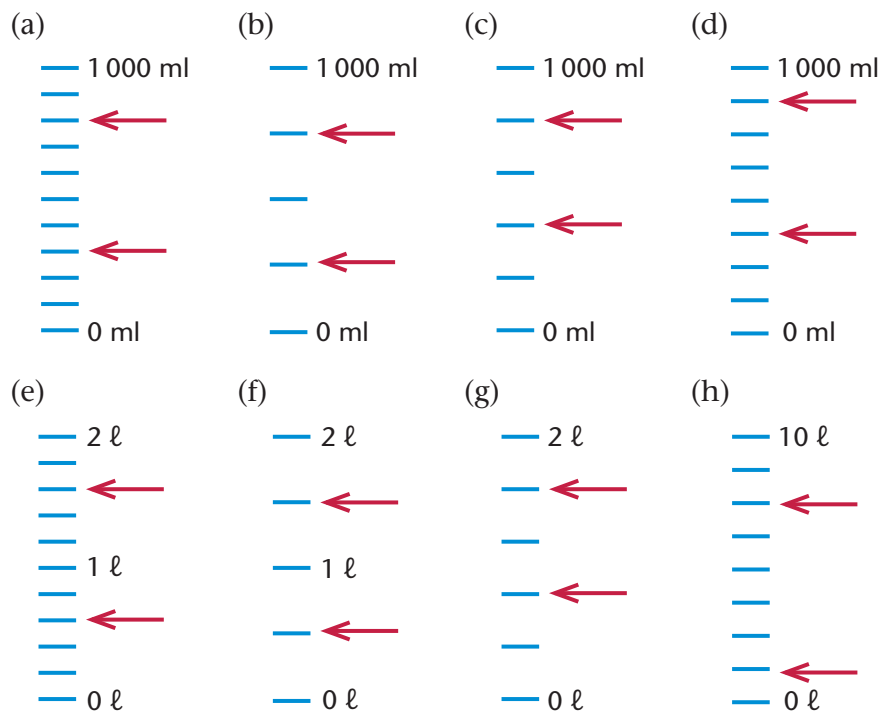 (a) (b) (c) (d)
1 000 ml 1 000 ml 1 000 ml 1 000 ml
0 ml 0 ml 0 ml 0 ml
(e) (f) (g) (h)
2 ℓ 2 ℓ 2 ℓ 10 ℓ
1 ℓ 1 ℓ
0 ℓ 0 ℓ 0 ℓ 0 ℓ